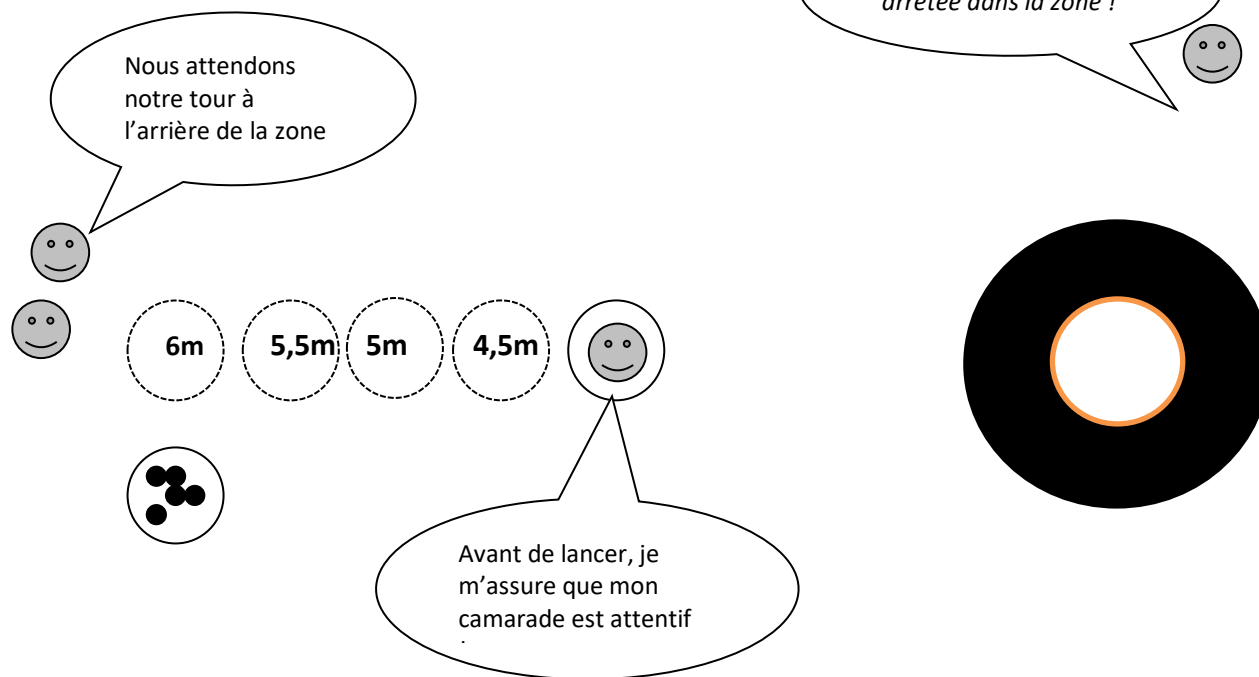 arrêtée dans la zone !
Nous attendons
notre tour à
l'arrière de la zone
6m 5,5m 5m 4,5m
Avant de lancer, je
m'assure que mon
camarade est attentif